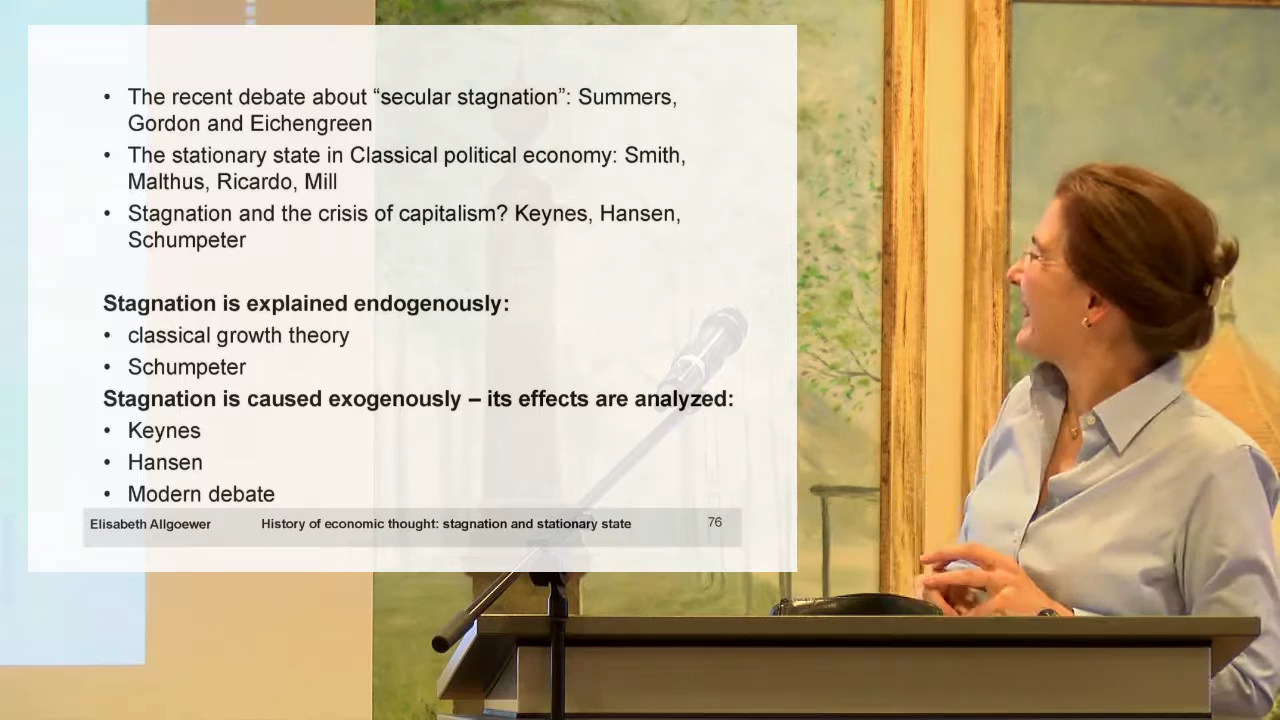 • The recent debate about “secular stagnation”: Summers,
Gordon and Eichengreen
• The stationary state in Classical political economy: Smith,
Malthus, Ricardo, Mill
• Stagnation and the crisis of capitalism? Keynes, Hansen,
Schumpeter
Stagnation is explained endogenously:
• classical growth theory
• Schumpeter
Stagnation is caused exogenously – its effects are analyzed:
• Keynes
• Hansen
• Modern debate
Elisabeth Allgoewer History of economic thought: stagnation and stationary state 76